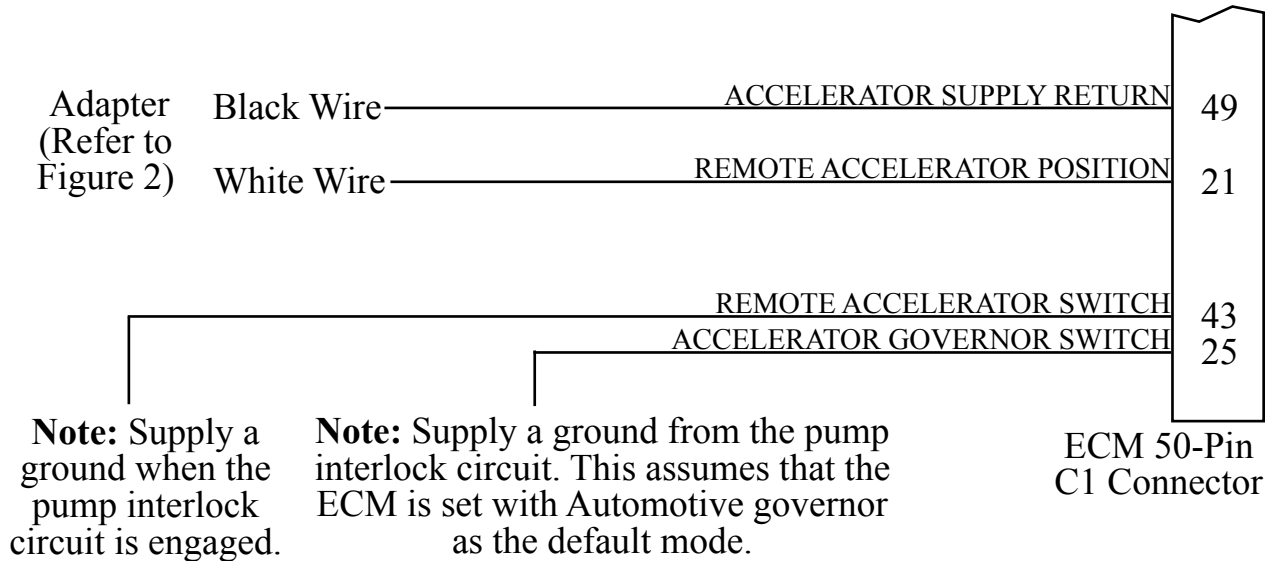 Adapter
(Refer to
Figure 2)
Black Wire
ACCELERATOR SUPPLY RETURN
49
White Wire
REMOTE ACCELERATOR POSITION
21
REMOTE ACCELERATOR SWITCH
43
ACCELERATOR GOVERNOR SWITCH
25
Note: Supply a
ground when the
pump interlock
circuit is engaged.
Note: Supply a ground from the pump
interlock circuit. This assumes that the
ECM is set with Automotive governor
as the default mode.
ECM 50-Pin
C1 Connector